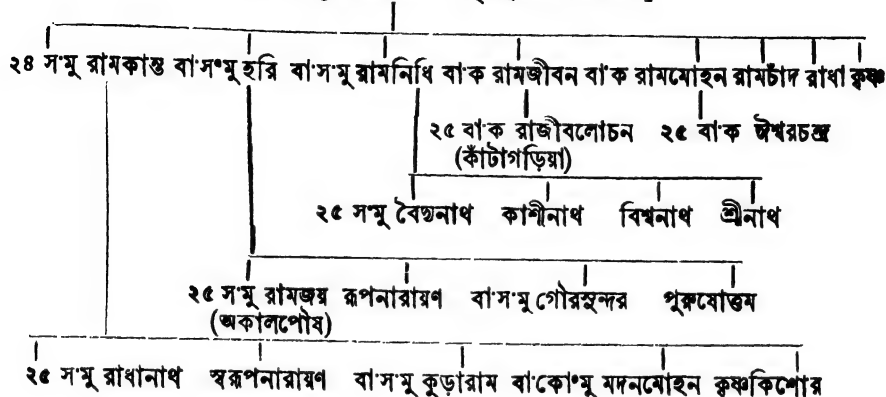 ২৪ স'মু রামকান্ত বা'স°মু হরি বা'স'মু রামনিধি বা'ক রামজীবন বা'ক রামমোহন রামচাঁদ রাধা কৃষ্ণ
২৫ বা'ক রাজীবলোচন ২৫ বা'ক ঈশ্বরচন্দ্র
(কাঁটাগড়িয়া)
২৫ স'মু বৈদ্যনাথ কাশীনাথ বিশ্বনাথ শ্রীনাথ
২৫ স'মু রামজয় রূপনারায়ণ বা'স'মু গৌরসুন্দর পুরুষোত্তম
(অকালপৌষ)
২৫ স'মু রাধানাথ স্বরূপনারায়ণ বা'স'মু কুড়ারাম বা'কো°মু মদনমোহন কৃষ্ণকিশোর